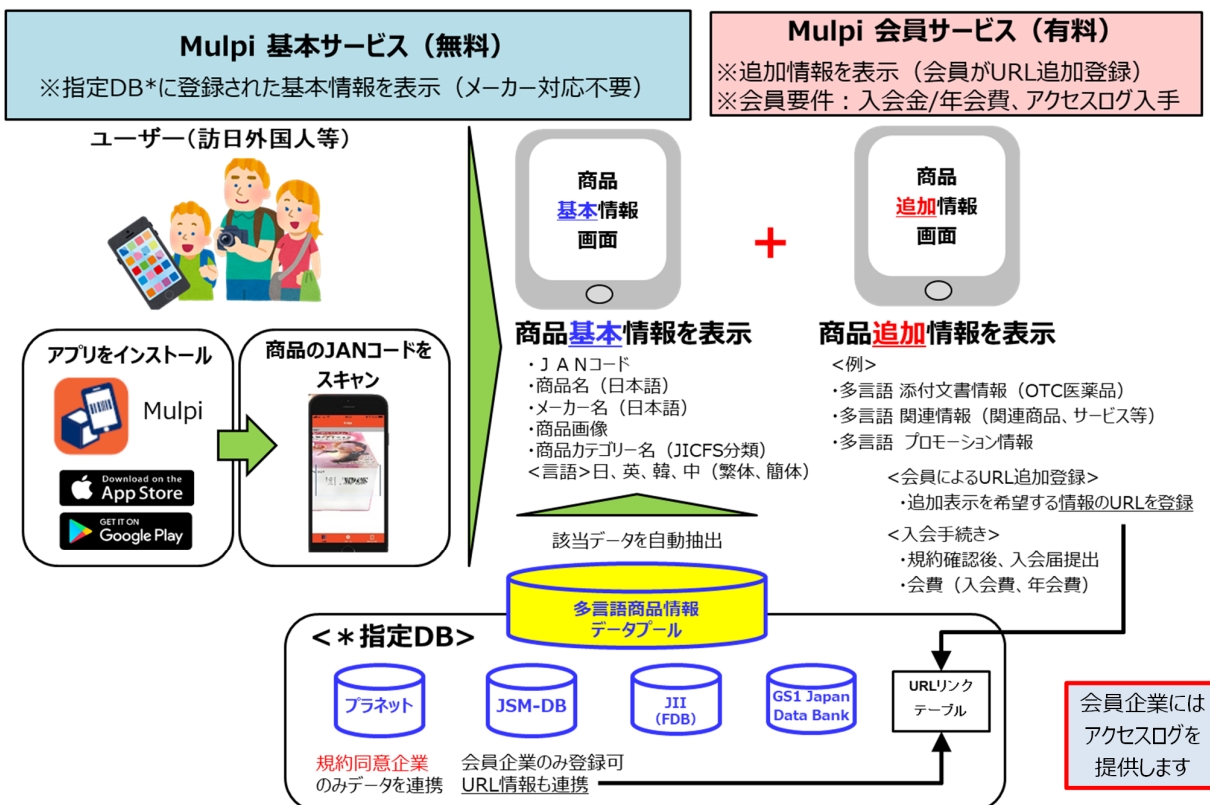 Mulpi 基本サービス（無料）
※指定DB*に登録された基本情報を表示（メーカー対応不要）
Mulpi 会員サービス（有料）
※追加情報を表示（会員がURL追加登録）
※会員要件：入会金/年会費、アクセスログ入手
ユーザー（訪日外国人等）
アプリをインストール
Mulpi
Download on the
App Store
GET IT ON
Google Play
商品のJANコードを
スキャン
商品
基本情報
画面
+
商品
追加情報
画面
商品基本情報を表示
・ＪＡＮコード
・商品名（日本語）
・メーカー名（日本語）
・商品画像
・商品カテゴリー名（JICFS分類）
<言語>日、英、韓、中（繁体、簡体）
商品追加情報を表示
<例>
・多言語 添付文書情報（OTC医薬品）
・多言語 関連情報（関連商品、サービス等）
・多言語 プロモーション情報
<会員によるURL追加登録>
・追加表示を希望する情報のURLを登録
<入会手続き>
・規約確認後、入会届提出
・会費（入会費、年会費）
該当データを自動抽出
多言語商品情報
データプール
<＊指定DB>
プラネット
JSM-DB
JII
(FDB)
GS1 Japan
Data Bank
URLリンク
テーブル
規約同意企業
のみデータを連携
会員企業のみ登録可
URL情報も連携
会員企業には
アクセスログを
提供します